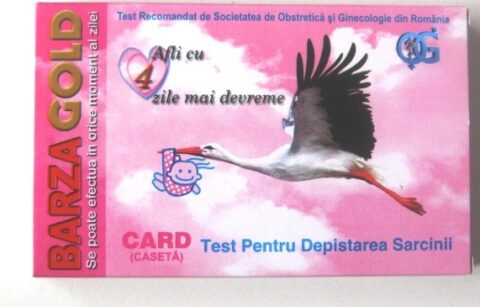 Test Recomandat de Societatea de Obstretică și Ginecologie din România
Afli cu
4
zile mai devreme
BARZA GOLD
Se poate efectua în orice moment al zilei
CARD
(CASETĂ)
Test Pentru Depistarea Sarcinii